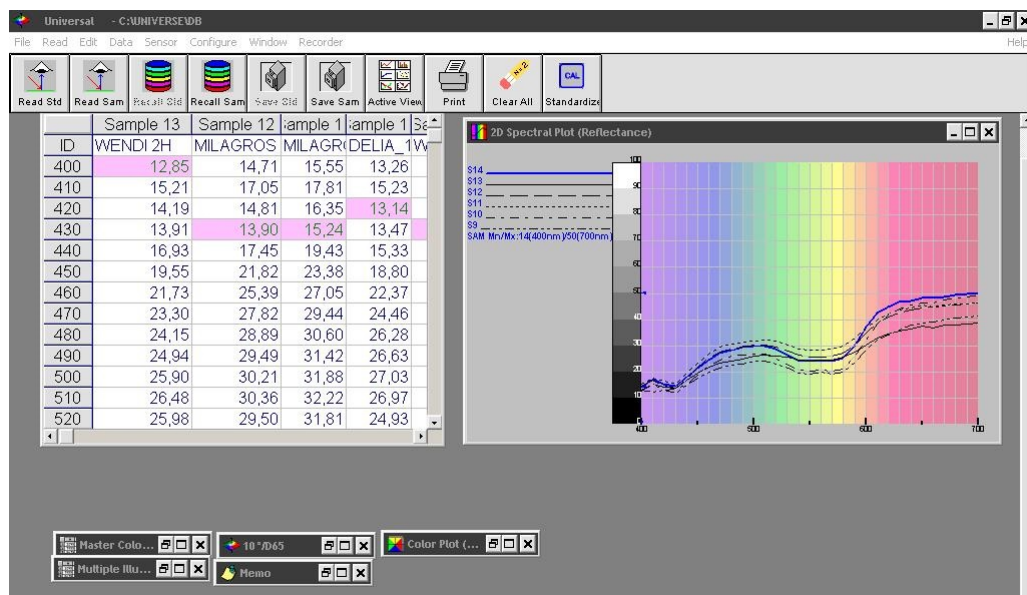 Universal - C:\UNIVERSE\DB
File Read Edit Data Sensor Configure Window Recorder Help
Read Std Read Sam Recall Std Recall Sam Save Std Save Sam Active View Print Clear All Standardize
Sample 13 Sample 12 ample 1 ample 1 Sa
ID WENDI 2H MILAGROS MILAGR DELIA_1 W
400 12,85 14,71 15,55 13,26
410 15,21 17,05 17,81 15,23
420 14,19 14,81 16,35 13,14
430 13,91 13,90 15,24 13,47
440 16,93 17,45 19,43 15,33
450 19,55 21,82 23,38 18,80
460 21,73 25,39 27,05 22,37
470 23,30 27,82 29,44 24,46
480 24,15 28,89 30,60 26,28
490 24,94 29,49 31,42 26,63
500 25,90 30,21 31,88 27,03
510 26,48 30,36 32,22 26,97
520 25,98 29,50 31,81 24,93
2D Spectral Plot (Reflectance)
S14
S13
S12
S11
S10
S9
SAM Mn/Mx:14(400nm)/50(700nm)
100
90
80
70
60
50
40
30
20
10
0
400 500 600 700
Master Colo... 10°/D65 Color Plot (...
Multiple Illu... Memo
CAL
N=2